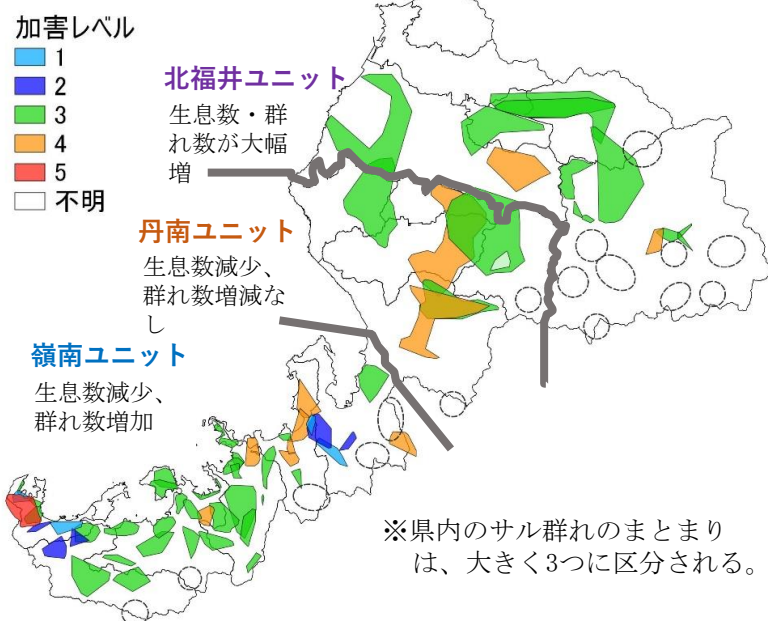 加害レベル
1
2
3
4
5
不明
北福井ユニット
生息数・群
れ数が大幅
増
丹南ユニット
生息数減少、
群れ数増減な
し
嶺南ユニット
生息数減少、
群れ数増加
※県内のサル群れのまとまり
は、大きく3つに区分される。